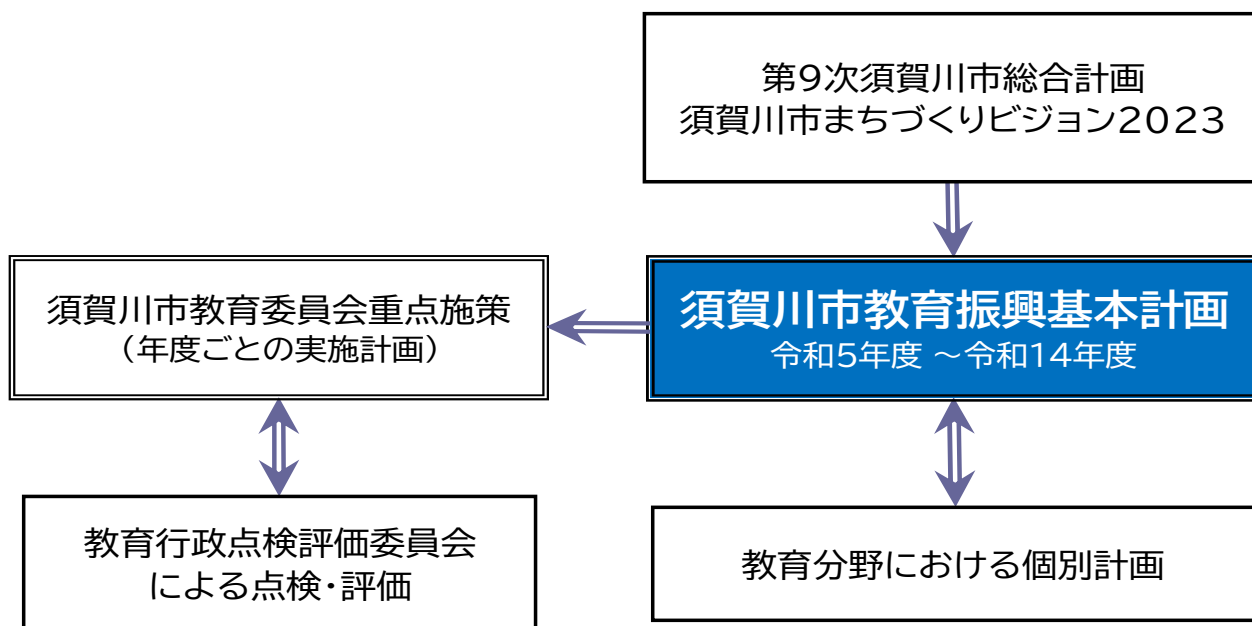 第9次須賀川市総合計画
須賀川市まちづくりビジョン2023
須賀川市教育委員会重点施策
（年度ごとの実施計画）
須賀川市教育振興基本計画
令和5年度 ～令和14年度
教育行政点検評価委員会
による点検・評価
教育分野における個別計画